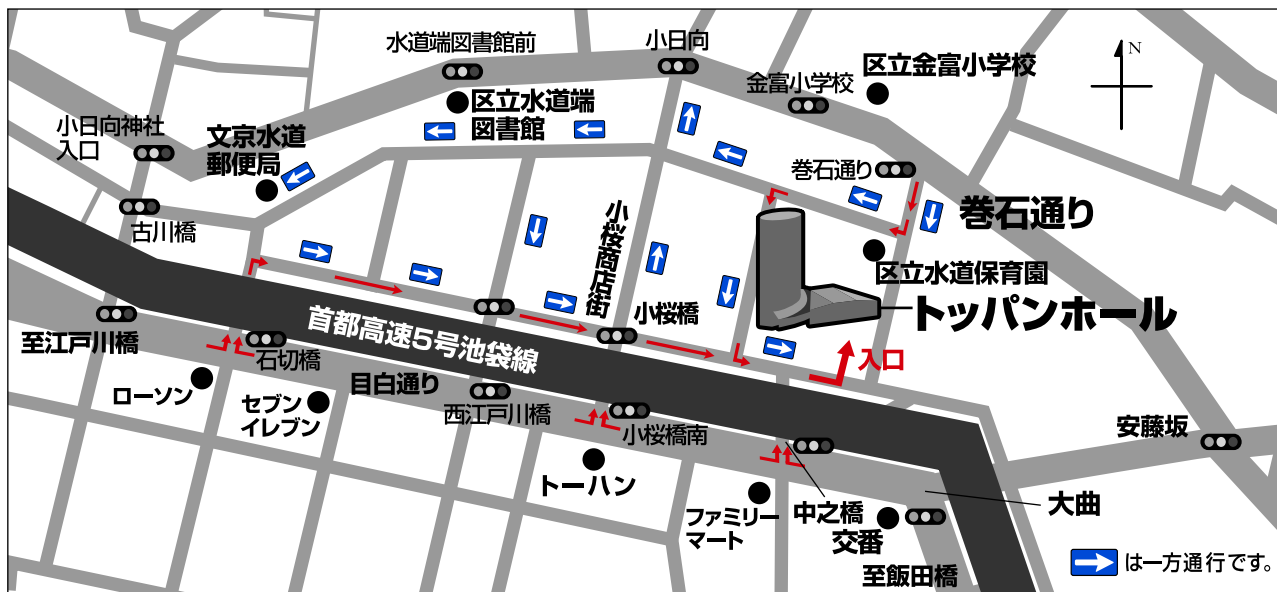 水道端図書館前
小日向
N
区立金富小学校
金富小学校
区立水道端
図書館
小日向神社
入口
文京水道
郵便局
巻石通り
巻石通り
古川橋
小桜商店街
区立水道保育園
トッパンホール
首都高速5号池袋線
小桜橋
至江戸川橋
石切橋
入口
ローソン
セブン
イレブン
目白通り
西江戸川橋
小桜橋南
安藤坂
トーハン
ファミリー
マート
中之橋
大曲
交番
至飯田橋
は一方通行です。